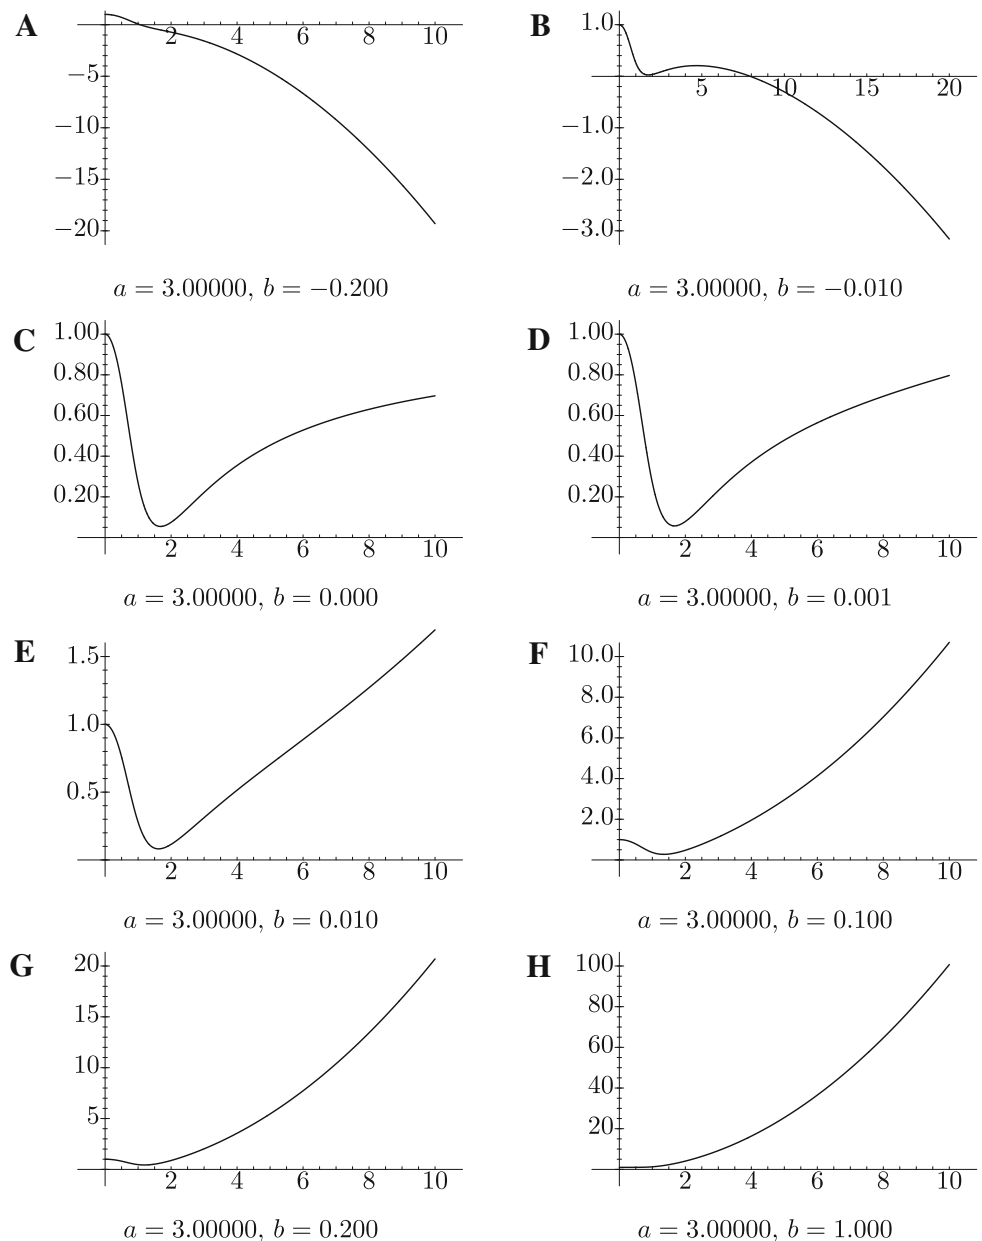 A
2 4 6 8 10
−5
−10
−15
−20
a = 3.00000, b = −0.200
B
1.0
5 10 15 20
−1.0
−2.0
−3.0
a = 3.00000, b = −0.010
C
1.00
0.80
0.60
0.40
0.20
2 4 6 8 10
a = 3.00000, b = 0.000
D
1.00
0.80
0.60
0.40
0.20
2 4 6 8 10
a = 3.00000, b = 0.001
E
1.5
1.0
0.5
2 4 6 8 10
a = 3.00000, b = 0.010
F
10.0
8.0
6.0
4.0
2.0
2 4 6 8 10
a = 3.00000, b = 0.100
G
20
15
10
5
2 4 6 8 10
a = 3.00000, b = 0.200
H
100
80
60
40
20
2 4 6 8 10
a = 3.00000, b = 1.000